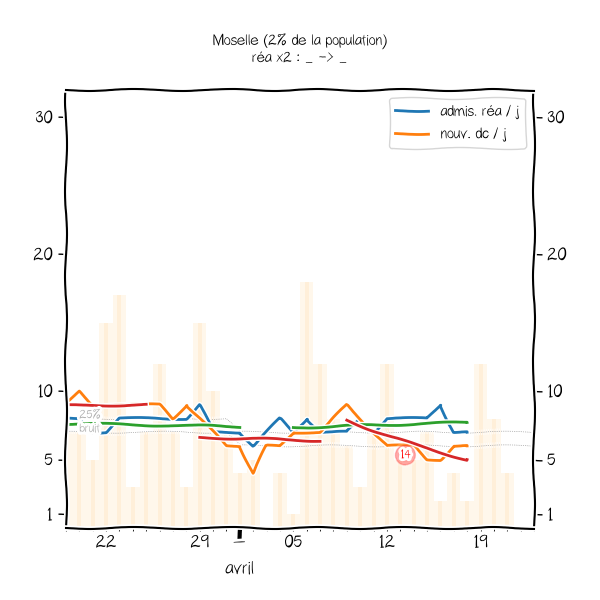 Moselle (2% de la population)
réa x2 : _ -> _
admis. réa / j
nouv. dc / j
30
30
20
20
10
10
25%
bruit
14
5
5
1
1
22
29
05
12
19
avril